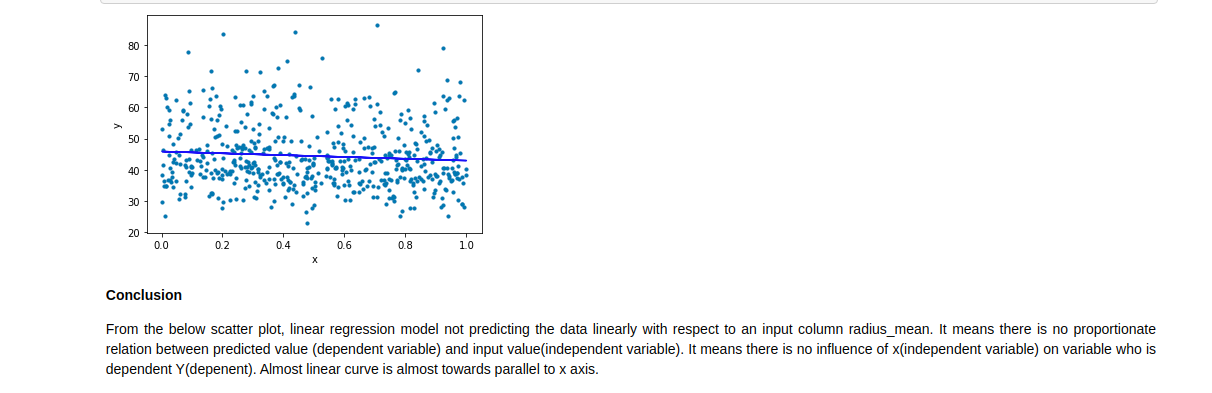 80
70
60
50
40
30
20
y
0.0 0.2 0.4 0.6 0.8 1.0
x
Conclusion
From the below scatter plot, linear regression model not predicting the data linearly with respect to an input column radius_mean. It means there is no proportionate
relation between predicted value (dependent variable) and input value(independent variable). It means there is no influence of x(independent variable) on variable who is
dependent Y(depenent). Almost linear curve is almost towards parallel to x axis.